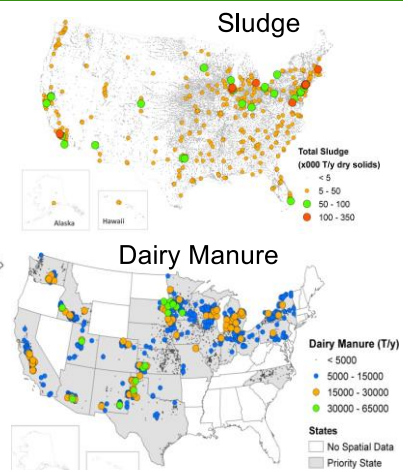 Sludge
Total Sludge
(x000 T/y dry solids)
< 5
5 - 50
50 - 100
100 - 350
Alaska
Hawaii
Dairy Manure
Dairy Manure (T/y)
< 5000
5000 - 15000
15000 - 30000
30000 - 65000
States
No Spatial Data
Priority State